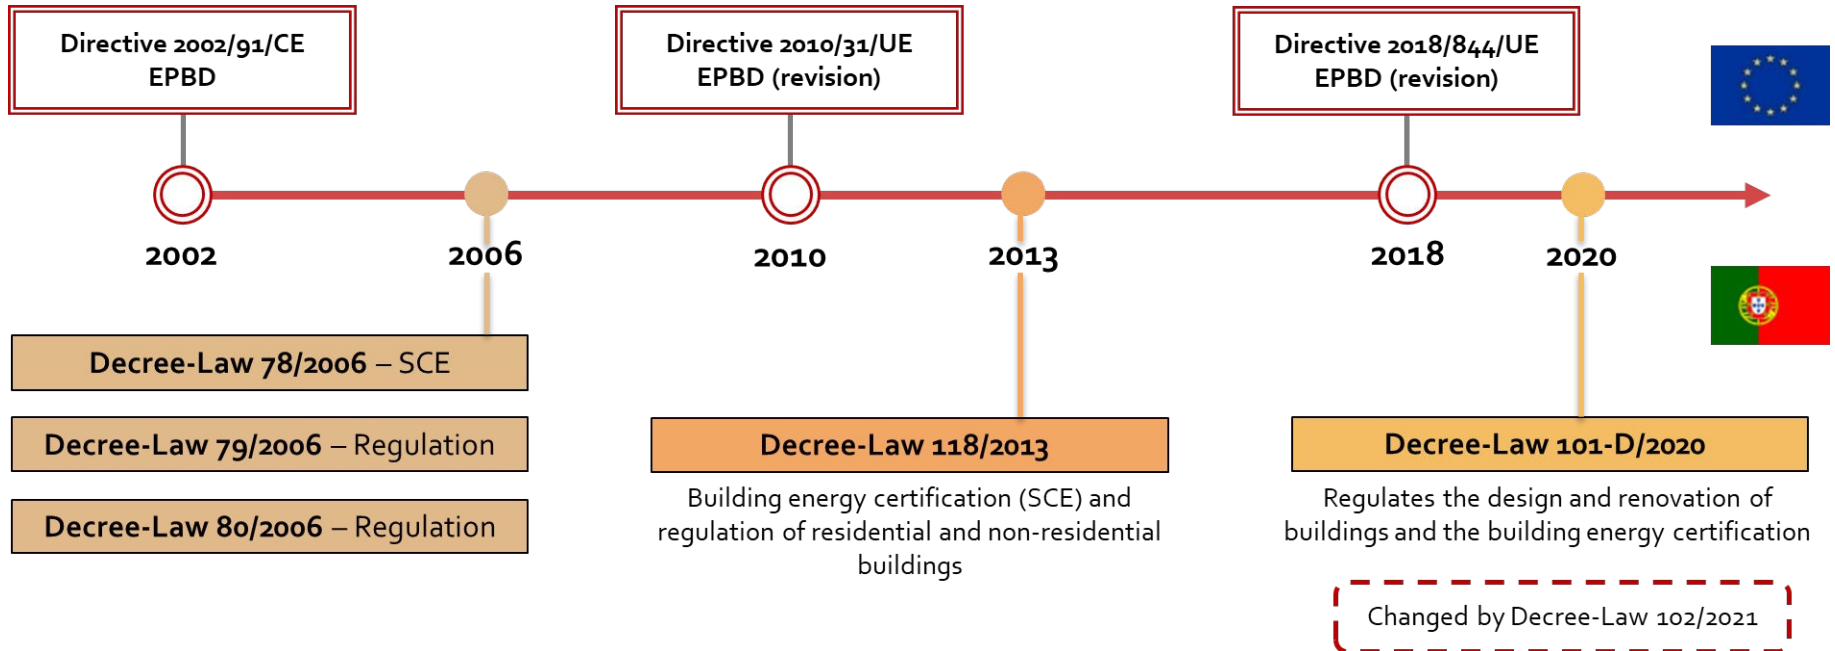 Directive 2002/91/CE
EPBD
Directive 2010/31/UE
EPBD (revision)
Directive 2018/844/UE
EPBD (revision)
2002
2006
2010
2013
2018
2020
Decree-Law 78/2006 – SCE
Decree-Law 79/2006 – Regulation
Decree-Law 80/2006 – Regulation
Decree-Law 118/2013
Building energy certification (SCE) and
regulation of residential and non-residential
buildings
Decree-Law 101-D/2020
Regulates the design and renovation of
buildings and the building energy certification
Changed by Decree-Law 102/2021